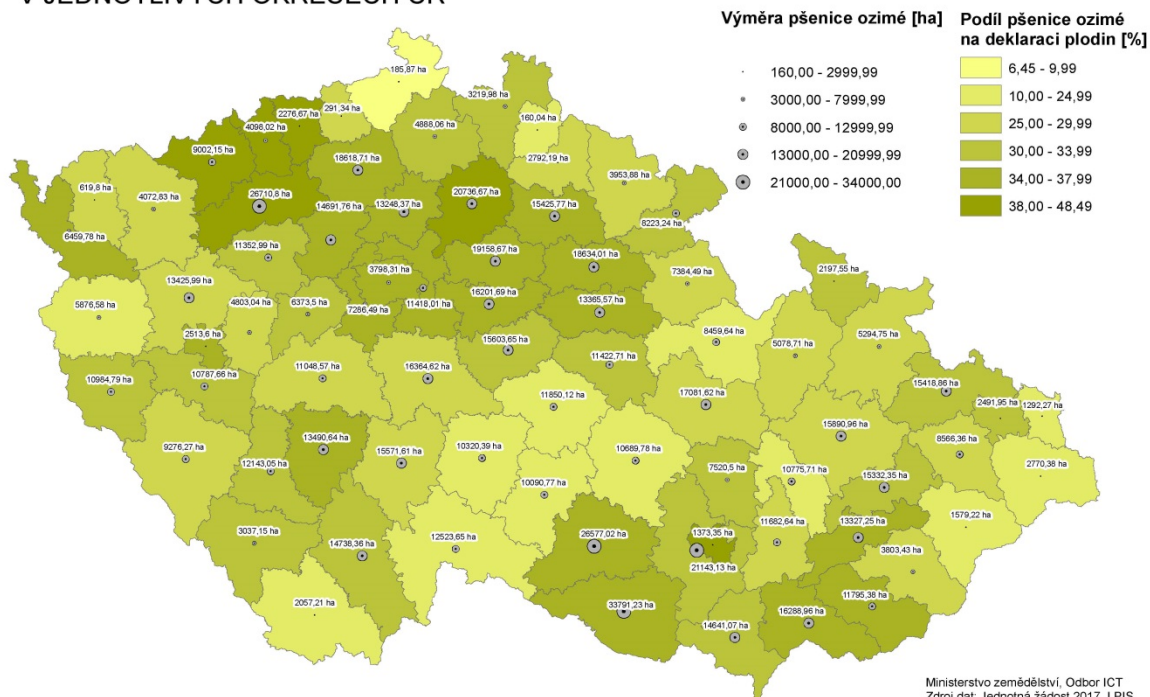 V JEDNOTLIVÝCH OKRESECH ČR
Výměra pšenice ozimé [ha]
160,00 - 2999,99
3000,00 - 7999,99
8000,00 - 12999,99
13000,00 - 20999,99
21000,00 - 34000,00
Podíl pšenice ozimé
na deklaraci plodin [%]
6,45 - 9,99
10,00 - 24,99
25,00 - 29,99
30,00 - 33,99
34,00 - 37,99
38,00 - 48,49
185,87 ha
3219,98 ha
2276,67 ha
291,34 ha
4098,02 ha
4888,06 ha
160,04 ha
9002,15 ha
18618,71 ha
2792,19 ha
3953,88 ha
619,8 ha
4072,83 ha
26710,8 ha
14691,76 ha
13248,37 ha
20736,67 ha
15425,77 ha
8223,24 ha
6459,78 ha
11352,99 ha
19158,67 ha
18634,01 ha
2197,55 ha
13425,99 ha
3798,31 ha
7384,49 ha
5876,58 ha
4803,04 ha
6373,5 ha
7286,49 ha
11418,01 ha
16201,69 ha
13365,57 ha
2513,6 ha
15603,65 ha
8459,64 ha
5078,71 ha
5294,75 ha
10984,79 ha
10787,66 ha
11048,57 ha
16364,62 ha
11422,71 ha
15418,86 ha
2491,95 ha
1292,27 ha
11850,12 ha
17081,62 ha
9276,27 ha
13490,64 ha
15571,61 ha
10320,39 ha
10689,78 ha
15890,96 ha
8566,36 ha
12143,05 ha
7520,5 ha
10775,71 ha
15332,35 ha
2770,38 ha
10090,77 ha
3037,15 ha
14738,36 ha
12523,65 ha
26577,02 ha
1373,35 ha
21143,13 ha
11682,64 ha
13327,25 ha
1579,22 ha
3803,43 ha
2057,21 ha
33791,23 ha
14641,07 ha
16288,96 ha
11795,38 ha
Ministerstvo zemědělství, Odbor ICT
Zdroj dat: Jednotná žádost 2017, LPIS